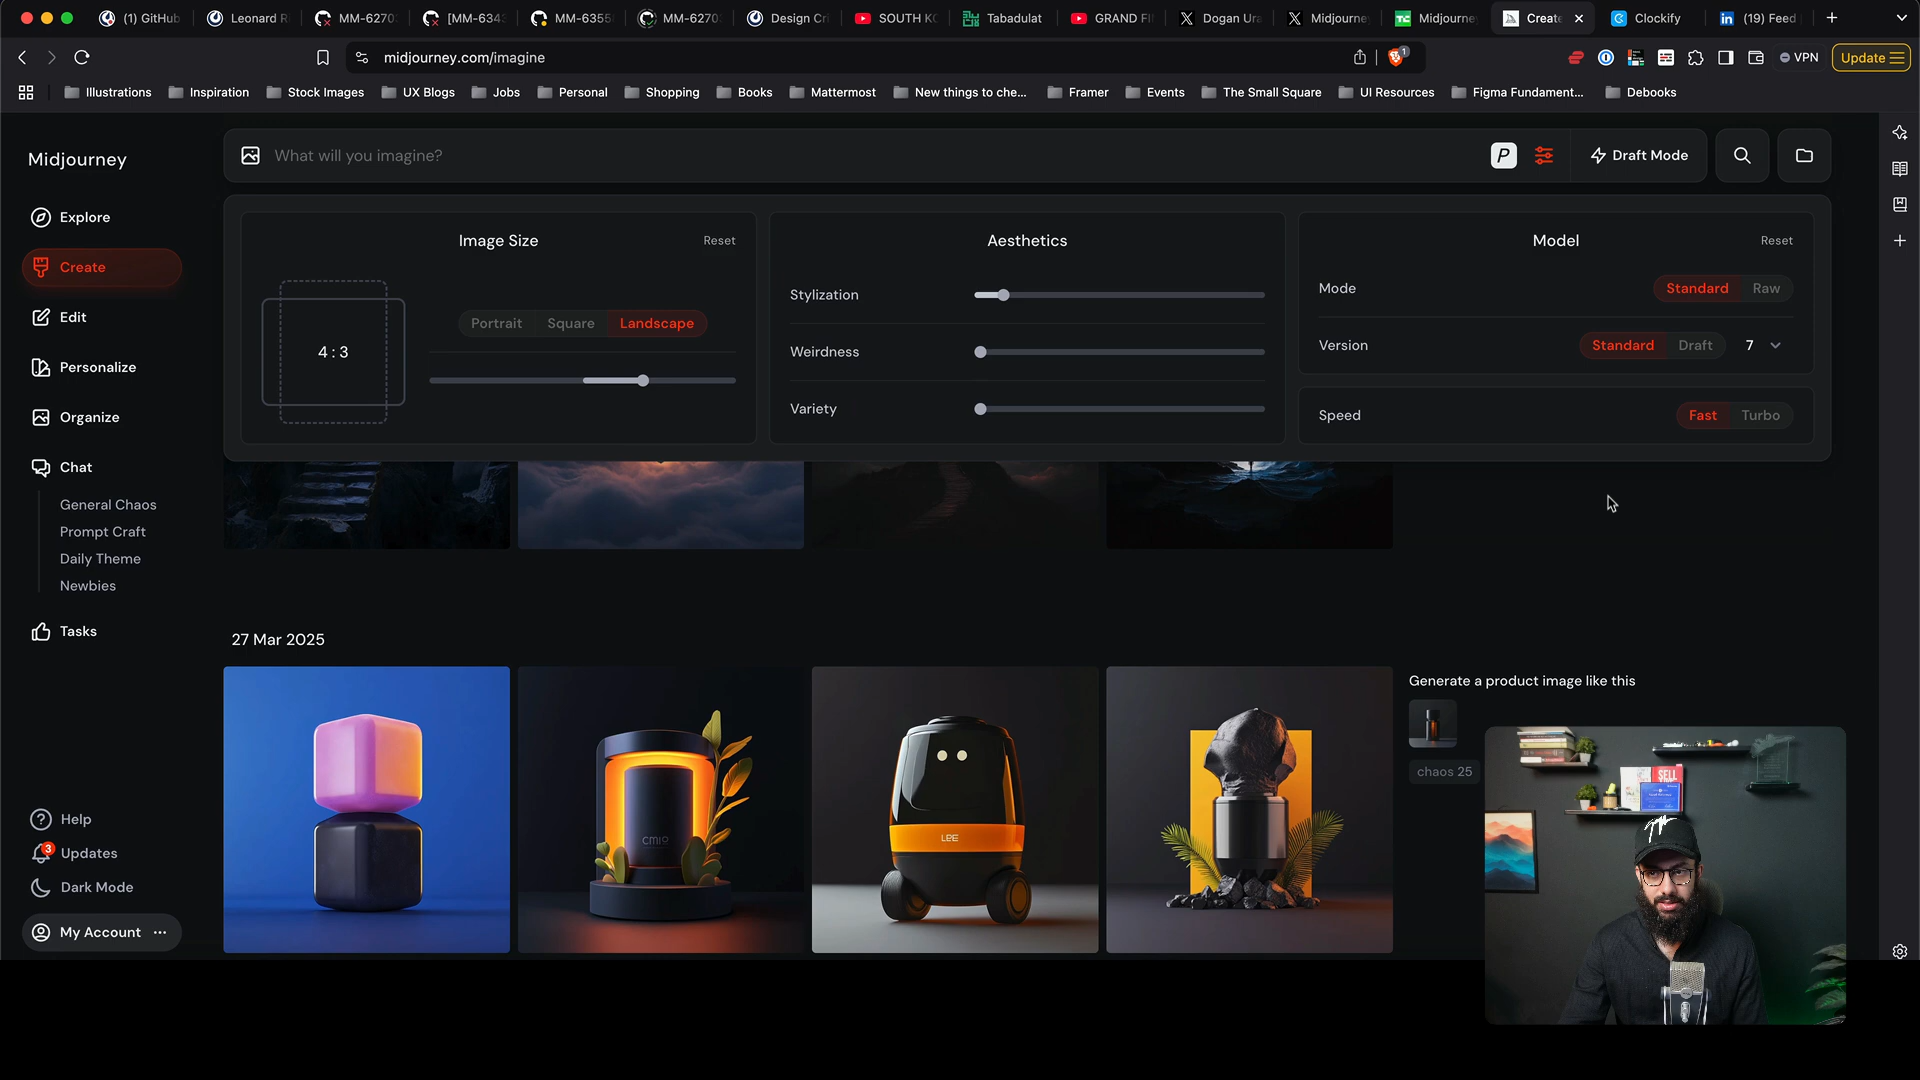 (1) GitHub
Leonard R
MM-6270
[MM-634
MM-6355
MM-6270
Design Cri
SOUTH KO
Tabadulat
GRAND FI
Dogan Ura
Midjourne
Midjourne
Create
Clockify
(19) Feed
midjourney.com/imagine
1
VPN
Update
Illustrations
Inspiration
Stock Images
UX Blogs
Jobs
Personal
Shopping
Books
Mattermost
New things to che...
Framer
Events
The Small Square
UI Resources
Figma Fundament...
Debooks
Midjourney
What will you imagine?
P
Draft Mode
Explore
Create
Edit
Personalize
Organize
Chat
General Chaos
Prompt Craft
Daily Theme
Newbies
Tasks
Help
3
Updates
Dark Mode
My Account
Image Size
Reset
4 : 3
Portrait
Square
Landscape
Aesthetics
Stylization
Weirdness
Variety
Model
Reset
Mode
Standard
Raw
Version
Standard
Draft
7
Speed
Fast
Turbo
27 Mar 2025
cmio
LEE
Generate a product image like this
chaos 25
SELL